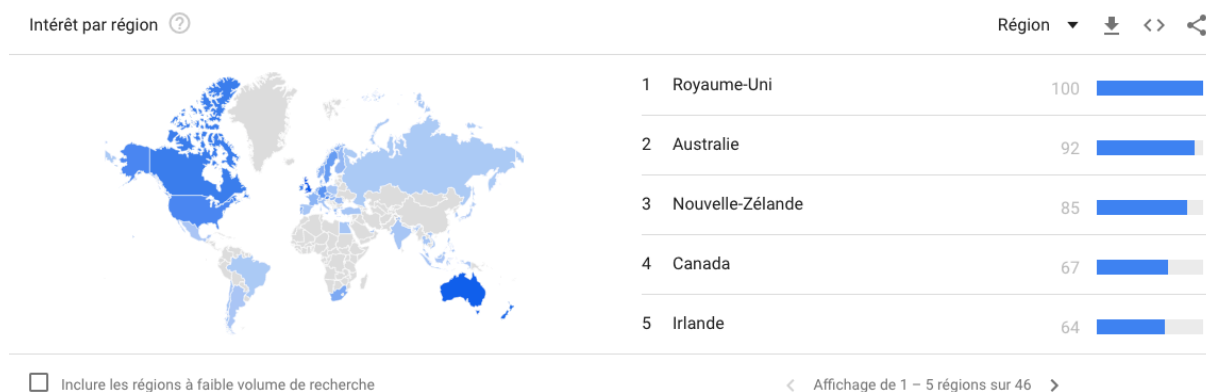 Intérêt par région
Région
1 Royaume-Uni 100
2 Australie 92
3 Nouvelle-Zélande 85
4 Canada 67
5 Irlande 64
Inclure les régions à faible volume de recherche
Affichage de 1 – 5 régions sur 46